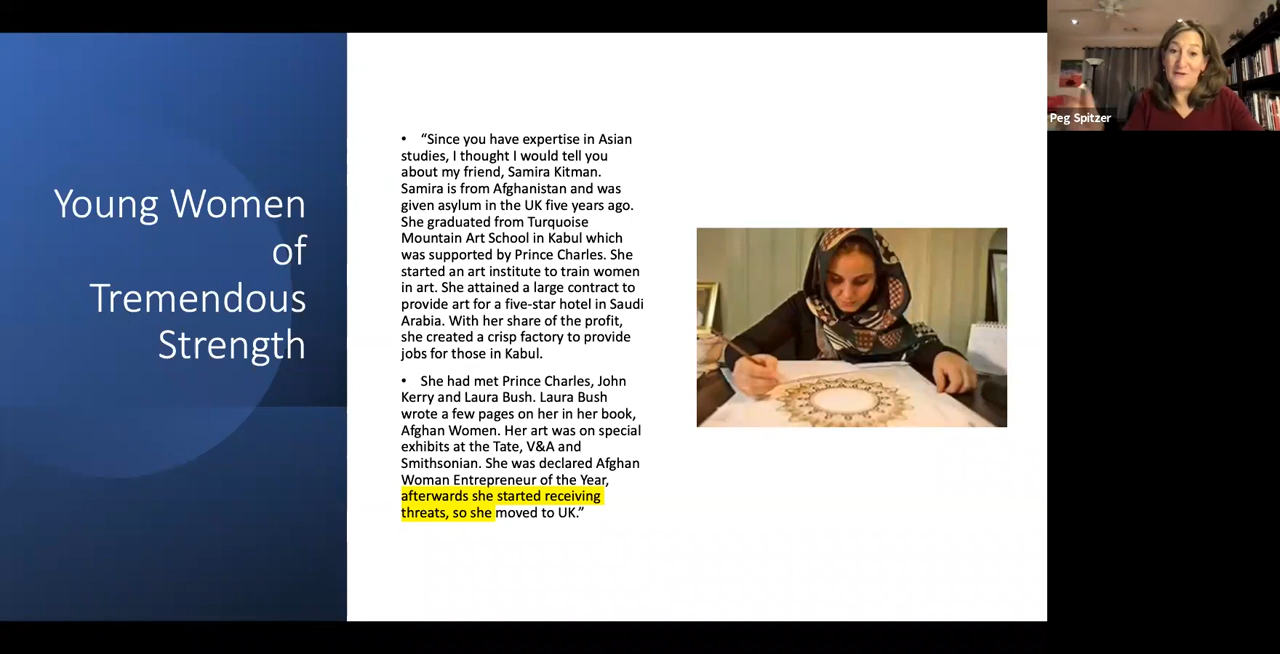 Young Women
of
Tremendous
Strength
• “Since you have expertise in Asian
studies, I thought I would tell you
about my friend, Samira Kitman.
Samira is from Afghanistan and was
given asylum in the UK five years ago.
She graduated from Turquoise
Mountain Art School in Kabul which
was supported by Prince Charles. She
started an art institute to train women
in art. She attained a large contract to
provide art for a five-star hotel in Saudi
Arabia. With her share of the profit,
she created a crisp factory to provide
jobs for those in Kabul.
• She had met Prince Charles, John
Kerry and Laura Bush. Laura Bush
wrote a few pages on her in her book,
Afghan Women. Her art was on special
exhibits at the Tate, V&A and
Smithsonian. She was declared Afghan
Woman Entrepreneur of the Year,
afterwards she started receiving
threats, so she moved to UK.”
Peg Spitzer